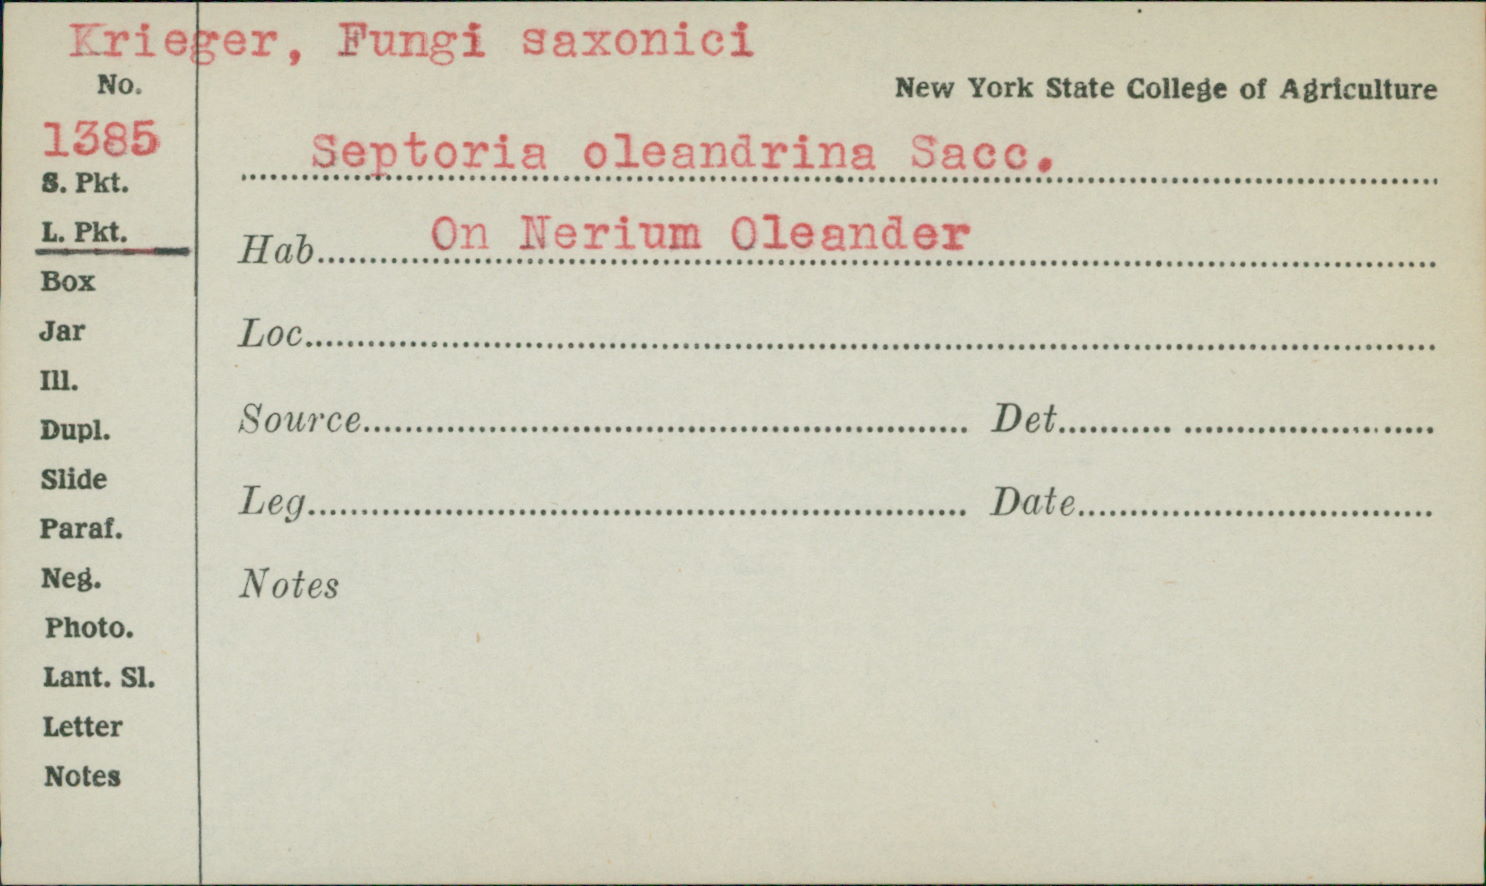 Krieger, Fungi saxonici
No.
New York State College of Agriculture
1385
Septoria oleandrina Sacc.
S. Pkt.
L. Pkt.
Hab. On Nerium Oleander
Box
Jar
Loc.
Ill.
Dupl.
Source Det.
Slide
Leg. Date
Paraf.
Neg.
Notes
Photo.
Lant. Sl.
Letter
Notes